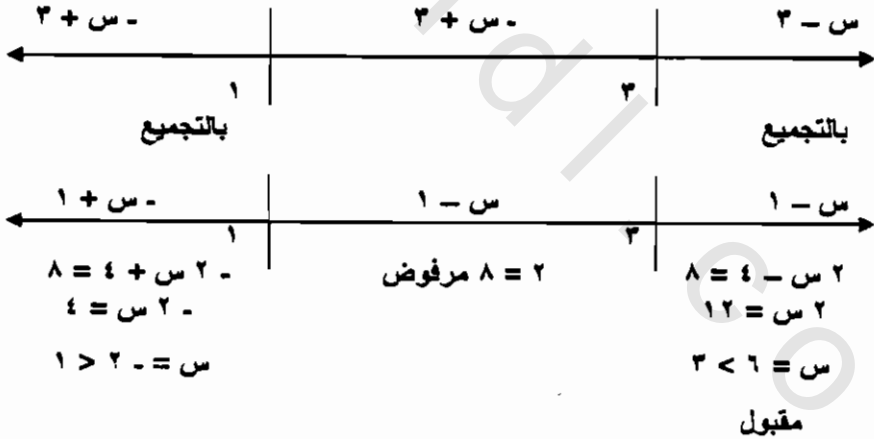 س – ٣    - س + ٣    - س + ٣
٣    ١
بالتجميع    بالتجميع
س – ١    س – ١    - س + ١
٣    ١
٢ س – ٤ = ٨    ٢ = ٨ مرفوض    - ٢ س + ٤ = ٨
٢ س = ١٢    - ٢ س = ٤
س = ٦ > ٣    س = - ٢ < ١
مقبول